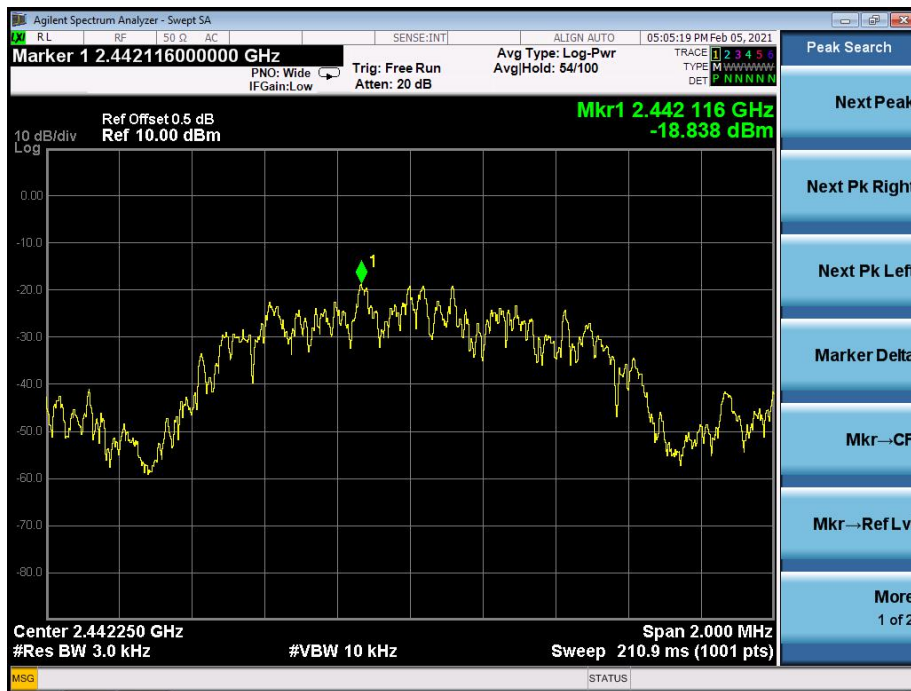 Agilent Spectrum Analyzer - Swept SA
LXI RL RF 50 Ω AC SENSE:INT ALIGN AUTO 05:05:19 PM Feb 05, 2021
Marker 1 2.442116000000 GHz
PNO: Wide
IFGain:Low
Trig: Free Run
Atten: 20 dB
Avg Type: Log-Pwr
Avg|Hold: 54/100
TRACE 1 2 3 4 5 6
TYPE MWWWWW
DET P N N N N N
Peak Search
Mkr1 2.442 116 GHz
-18.838 dBm
Ref Offset 0.5 dB
10 dB/div Ref 10.00 dBm
Log
0.00
-10.0
-20.0
-30.0
-40.0
-50.0
-60.0
-70.0
-80.0
1
Next Peak
Next Pk Right
Next Pk Left
Marker Delta
Mkr→CF
Mkr→Ref Lv
More
1 of 2
Center 2.442250 GHz
Span 2.000 MHz
#Res BW 3.0 kHz
#VBW 10 kHz
Sweep 210.9 ms (1001 pts)
MSG
STATUS